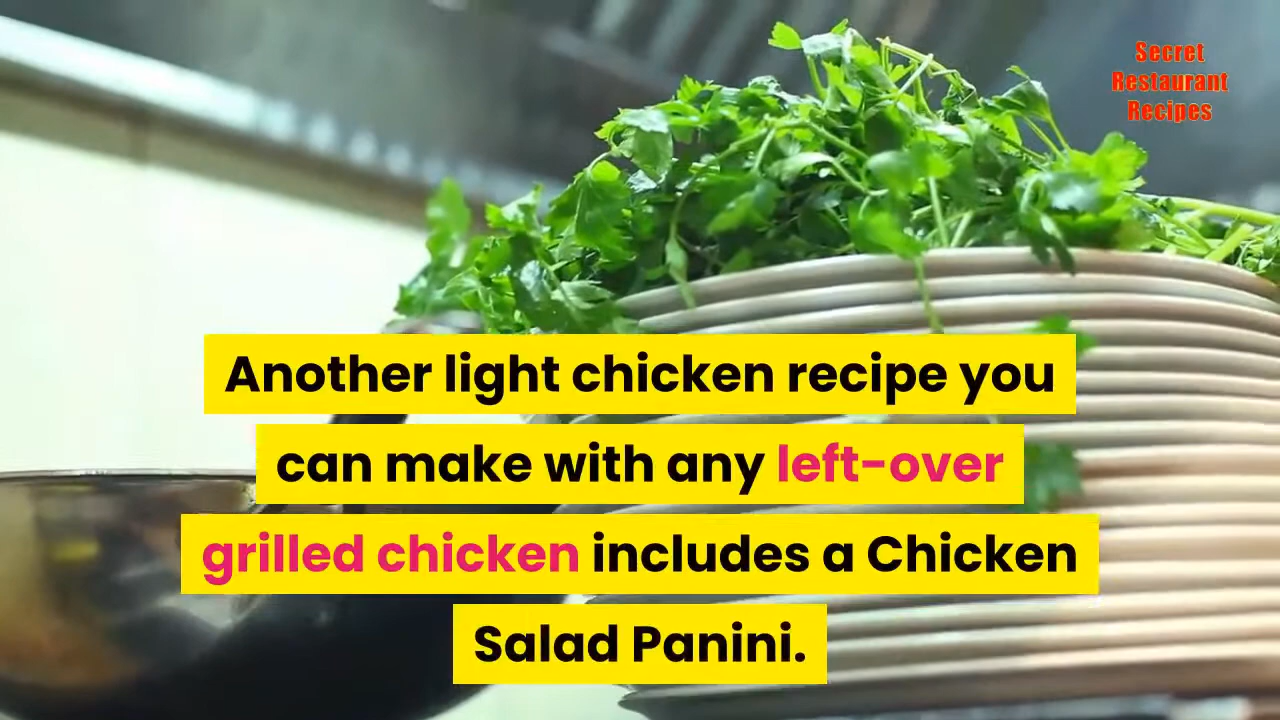 Secret
Restaurant
Recipes
Another light chicken recipe you
can make with any left-over
grilled chicken includes a Chicken
Salad Panini.